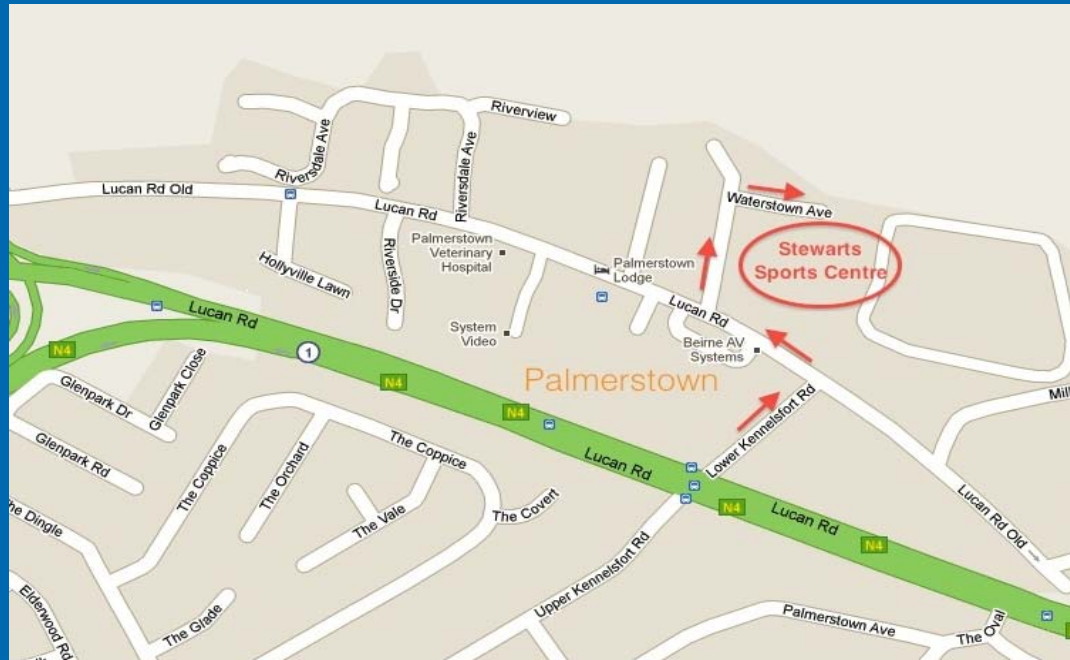 Riverview
Riversdale Ave
Riversdale Ave
Lucan Rd Old
Lucan Rd
Waterstown Ave
Stewarts
Sports Centre
Palmerstown
Veterinary
Hospital
Riverside Dr
Hollyville Lawn
Palmerstown
Lodge
Lucan Rd
Lucan Rd
System
Video
Beirne AV
Systems
1
N4
N4
Palmerstown
Glenpark Close
Glenpark Dr
N4
Mill
Lower Kennelsfort Rd
Glenpark Rd
The Coppice
The Orchard
The Coppice
Lucan Rd
The Vale
The Covert
N4
Lucan Rd
N4
Lucan Rd Old
The Dingle
Upper Kennelsfort Rd
Elderwood Rd
The Glade
Palmerstown Ave
The Oval